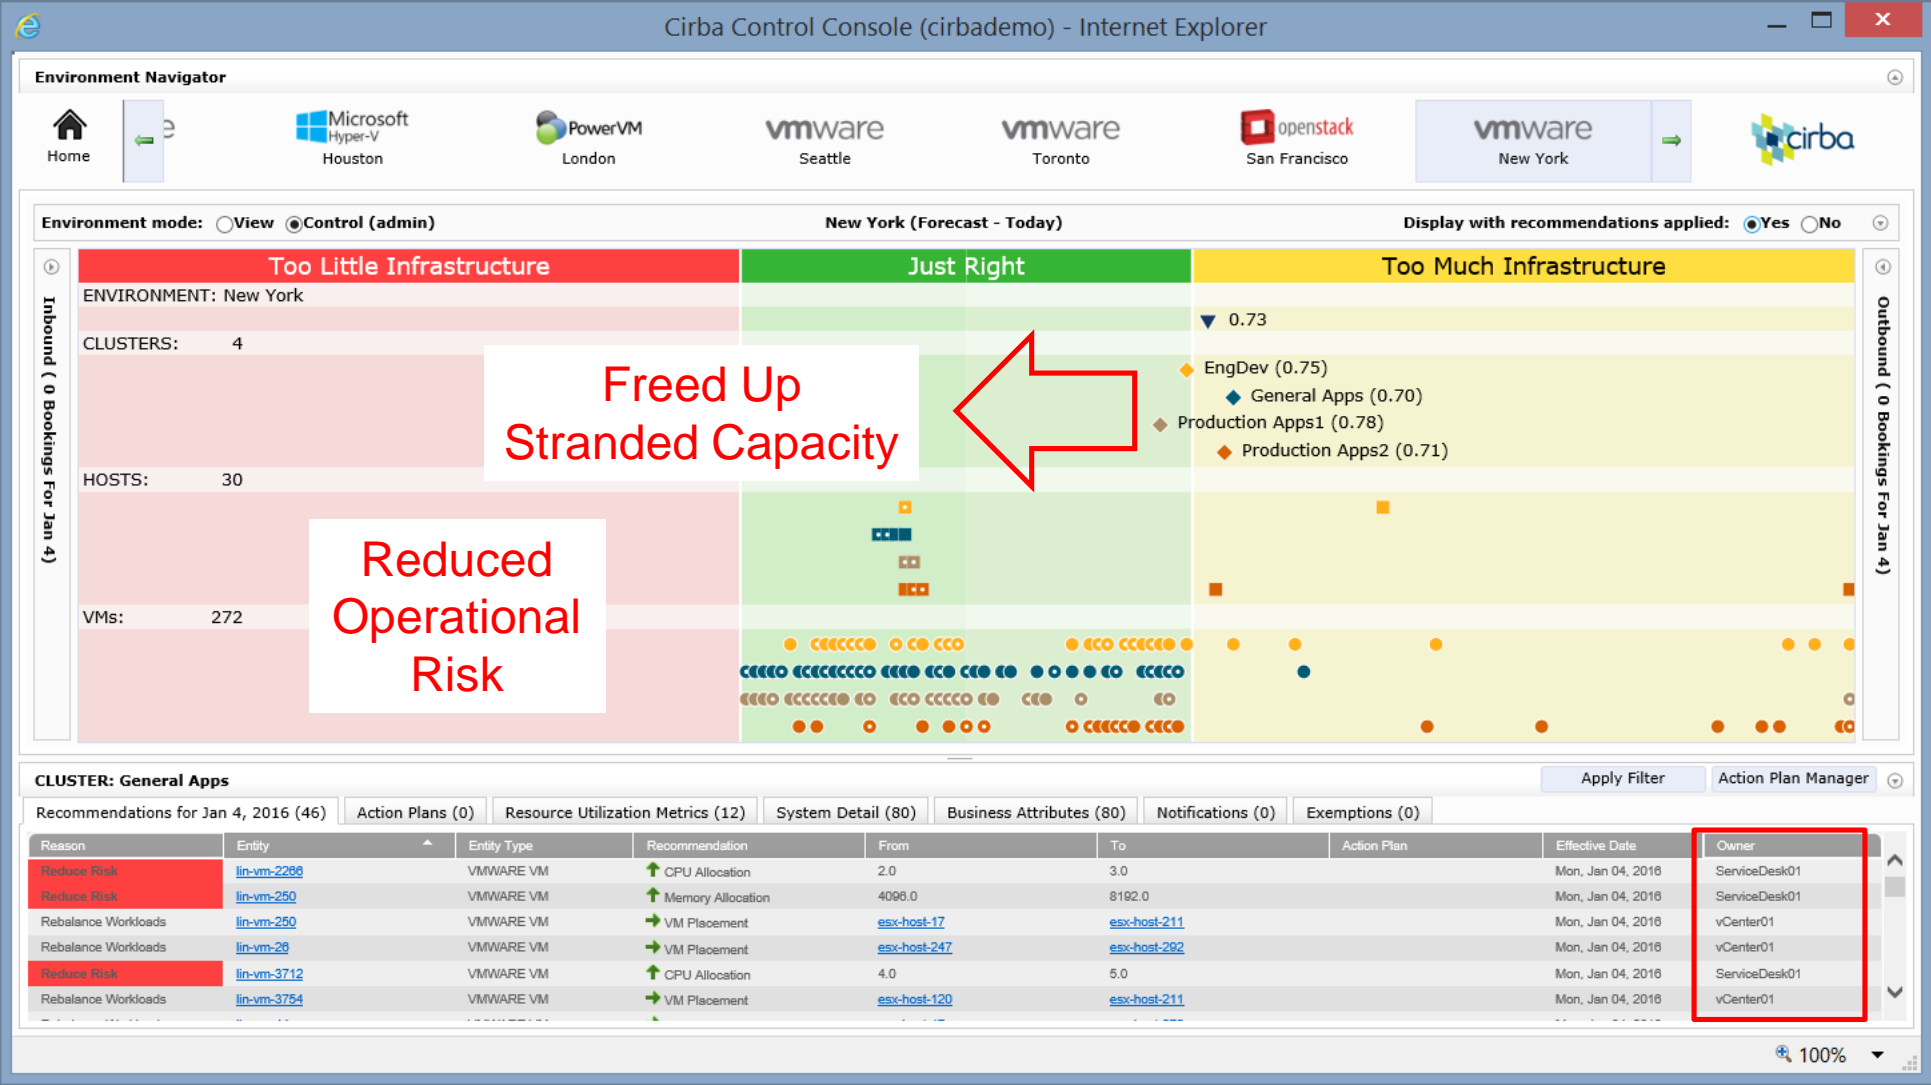 Cirba Control Console (cirbademo) - Internet Explorer
Environment Navigator
Home
Microsoft
Hyper-V
Houston
PowerVM
London
vmware
Seattle
vmware
Toronto
openstack
San Francisco
vmware
New York
cirba
Environment mode: View Control (admin)
New York (Forecast - Today)
Display with recommendations applied: Yes No
Inbound ( 0 Bookings For Jan 4)
Too Little Infrastructure
Just Right
Too Much Infrastructure
Outbound ( 0 Bookings For Jan 4)
ENVIRONMENT: New York
0.73
CLUSTERS: 4
EngDev (0.75)
General Apps (0.70)
Production Apps1 (0.78)
Production Apps2 (0.71)
Freed Up
Stranded Capacity
HOSTS: 30
Reduced
Operational
Risk
VMs: 272
CLUSTER: General Apps
Apply Filter
Action Plan Manager
Recommendations for Jan 4, 2016 (46)
Action Plans (0)
Resource Utilization Metrics (12)
System Detail (80)
Business Attributes (80)
Notifications (0)
Exemptions (0)
Reason Entity Entity Type Recommendation From To Action Plan Effective Date Owner
Reduce Risk lin-vm-2266 VMWARE VM CPU Allocation 2.0 3.0 Mon, Jan 04, 2016 ServiceDesk01
Reduce Risk lin-vm-250 VMWARE VM Memory Allocation 4096.0 8192.0 Mon, Jan 04, 2016 ServiceDesk01
Rebalance Workloads lin-vm-250 VMWARE VM VM Placement esx-host-17 esx-host-211 Mon, Jan 04, 2016 vCenter01
Rebalance Workloads lin-vm-26 VMWARE VM VM Placement esx-host-247 esx-host-292 Mon, Jan 04, 2016 vCenter01
Reduce Risk lin-vm-3712 VMWARE VM CPU Allocation 4.0 5.0 Mon, Jan 04, 2016 ServiceDesk01
Rebalance Workloads lin-vm-3754 VMWARE VM VM Placement esx-host-120 esx-host-211 Mon, Jan 04, 2016 vCenter01
100%